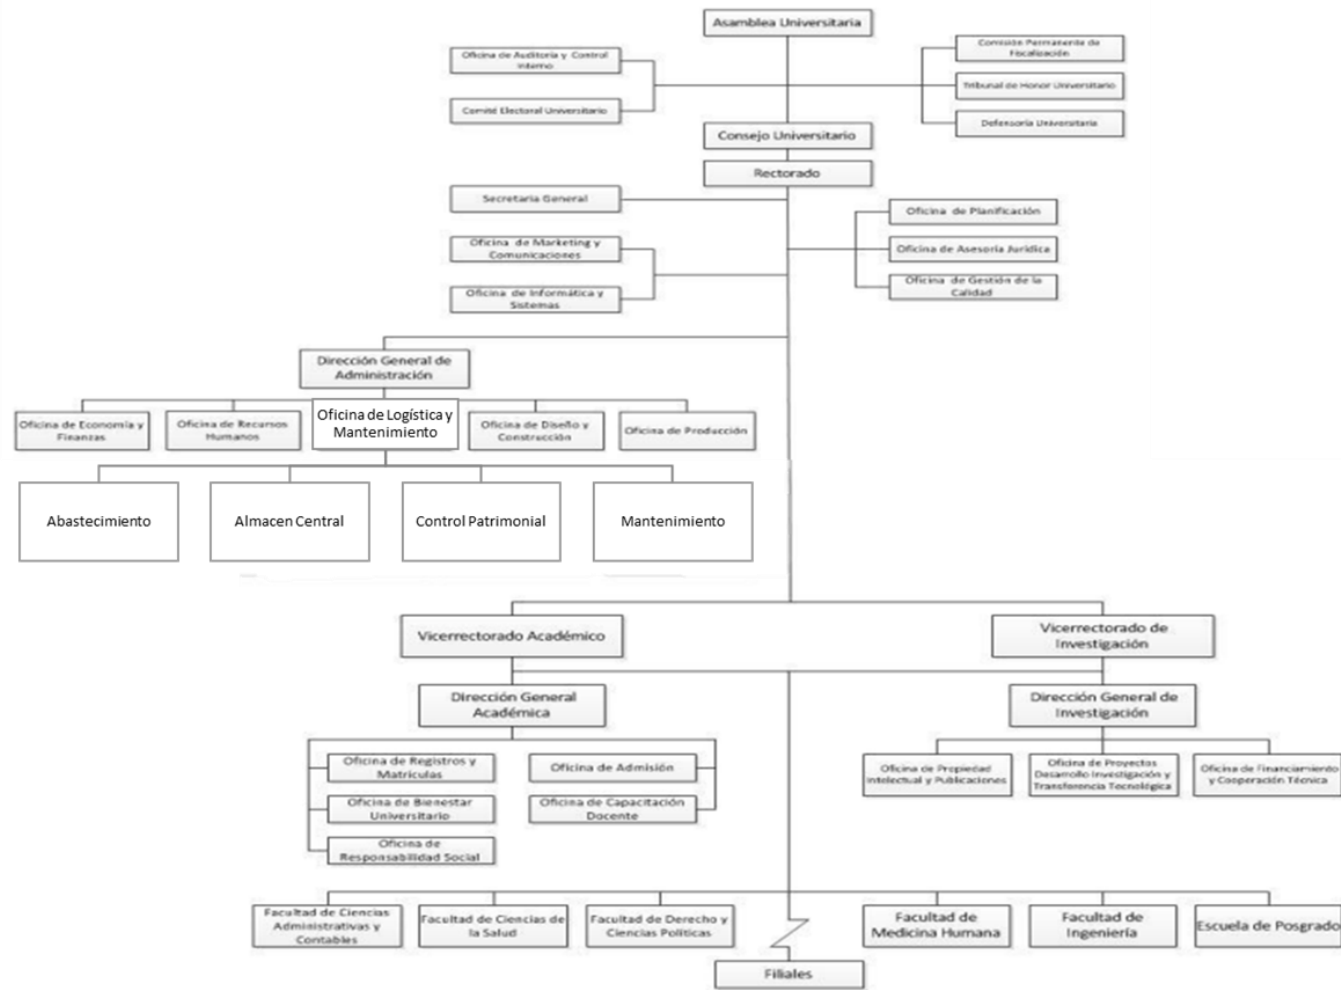 Asamblea Universitaria
Oficina de Auditoría y Control
Interno
Comisión Permanente de
Fiscalización
Tribunal de Honor Universitario
Comité Electoral Universitario
Defensoría Universitaria
Consejo Universitario
Rectorado
Secretaria General
Oficina de Planificación
Oficina de Marketing y
Comunicaciones
Oficina de Asesoría Jurídica
Oficina de Informática y
Sistemas
Oficina de Gestión de la
Calidad
Dirección General de
Administración
Oficina de Economía y
Finanzas
Oficina de Recursos
Humanos
Oficina de Logística y
Mantenimiento
Oficina de Diseño y
Construcción
Oficina de Producción
Abastecimiento
Almacen Central
Control Patrimonial
Mantenimiento
Vicerrectorado Académico
Vicerrectorado de
Investigación
Dirección General
Académica
Dirección General de
Investigación
Oficina de Registros y
Matrículas
Oficina de Admisión
Oficina de Bienestar
Universitario
Oficina de Capacitación
Docente
Oficina de
Responsabilidad Social
Oficina de Propiedad
Intelectual y Publicaciones
Oficina de Proyectos
Desarrollo Investigación y
Transferencia Tecnológica
Oficina de Financiamiento
y Cooperación Técnica
Facultad de Ciencias
Administrativas y
Contables
Facultad de Ciencias de
la Salud
Facultad de Derecho y
Ciencias Políticas
Facultad de
Medicina Humana
Facultad de
Ingeniería
Escuela de Posgrado
Filiales